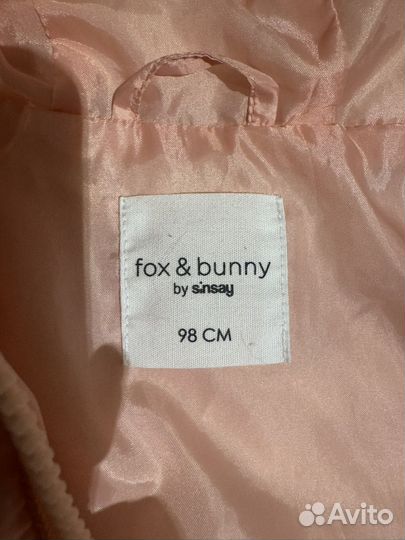 fox & bunny
by sinsay
98 CM
Avito